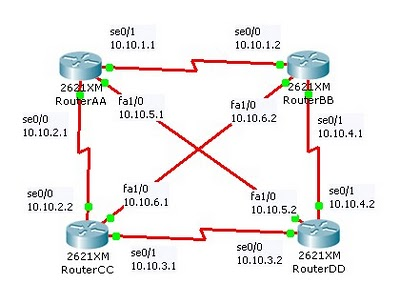 se0/1
10.10.1.1
se0/0
10.10.1.2
2621XM
RouterAA
2621XM
RouterBB
fa1/0
10.10.5.1
fa1/0
10.10.6.2
se0/0
10.10.2.1
se0/1
10.10.4.1
se0/0
10.10.2.2
fa1/0
10.10.6.1
10.10.5.2
se0/1
10.10.4.2
2621XM
RouterCC
se0/1
10.10.3.1
se0/0
10.10.3.2
2621XM
RouterDD